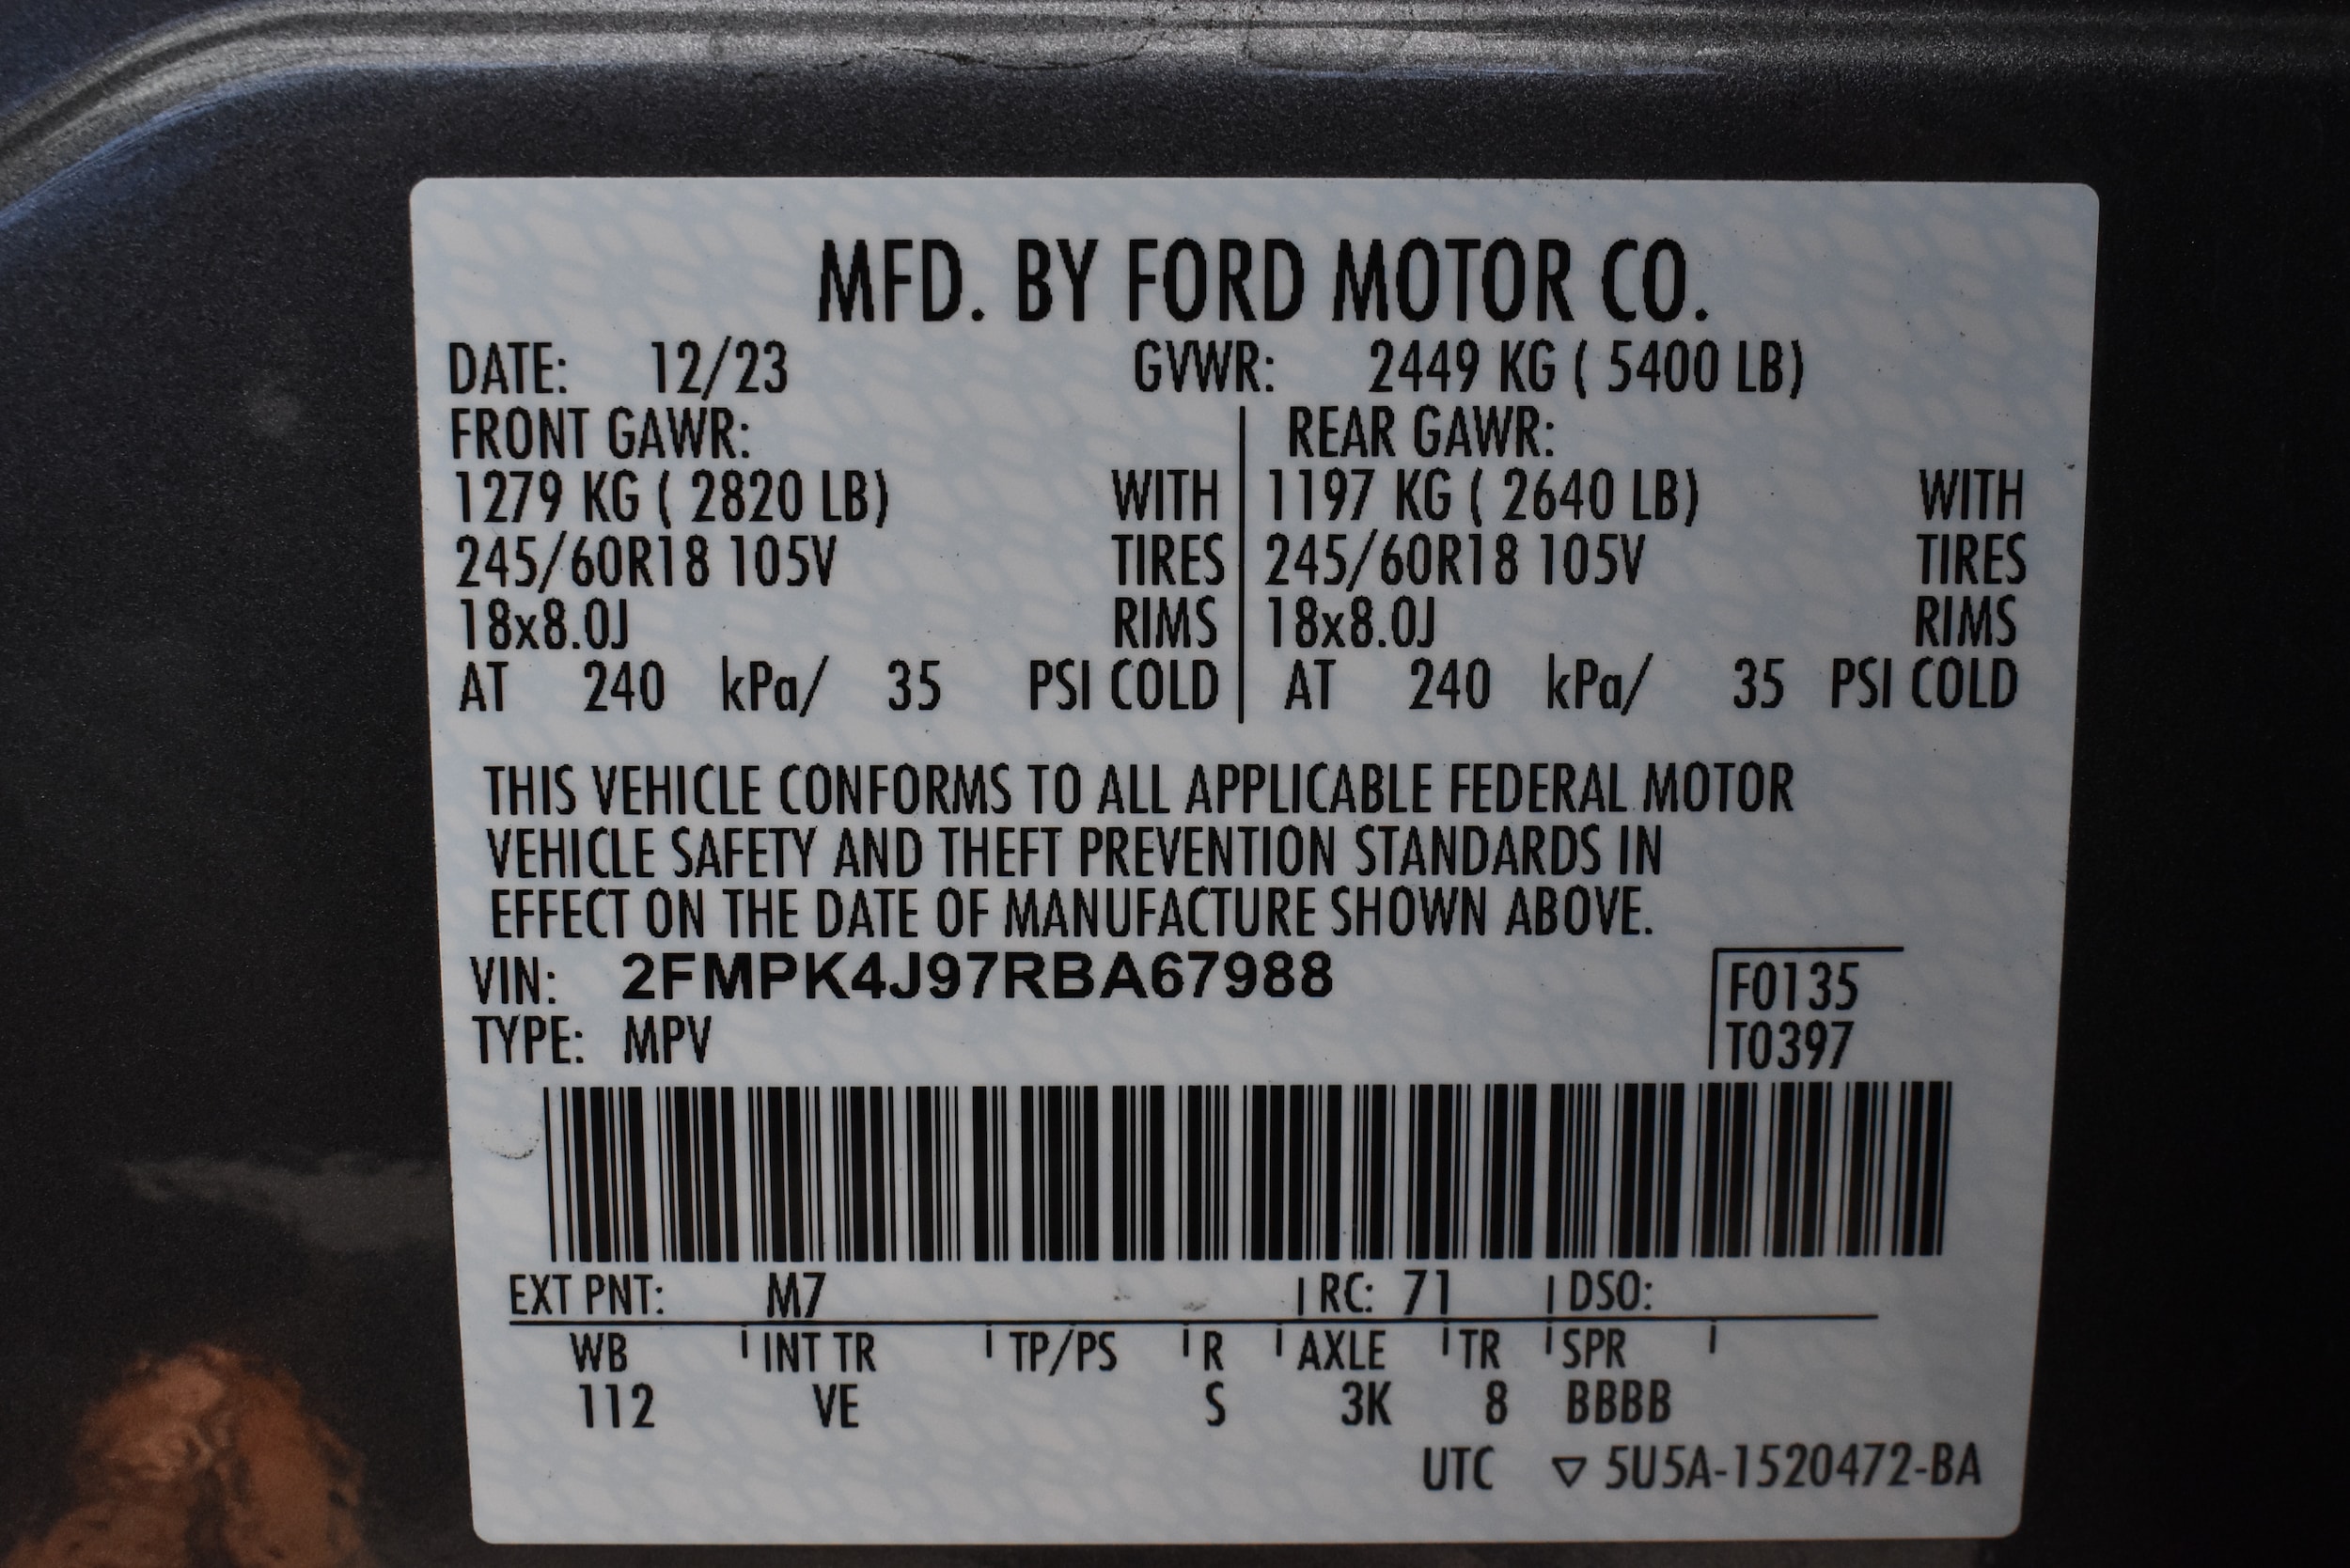 MFD. BY FORD MOTOR CO.
DATE: 12/23 GVWR: 2449 KG ( 5400 LB)
FRONT GAWR: REAR GAWR:
1279 KG ( 2820 LB) WITH 1197 KG ( 2640 LB) WITH
245/60R18 105V TIRES 245/60R18 105V TIRES
18x8.0J RIMS 18x8.0J RIMS
AT 240 kPa/ 35 PSI COLD AT 240 kPa/ 35 PSI COLD
THIS VEHICLE CONFORMS TO ALL APPLICABLE FEDERAL MOTOR
VEHICLE SAFETY AND THEFT PREVENTION STANDARDS IN
EFFECT ON THE DATE OF MANUFACTURE SHOWN ABOVE.
VIN: 2FMPK4J97RBA67988 F0135
TYPE: MPV T0397
EXT PNT: M7 RC: 71 DSO:
WB INT TR TP/PS R AXLE TR SPR
112 VE S 3K 8 BBBB
UTC ▽ 5U5A-1520472-BA